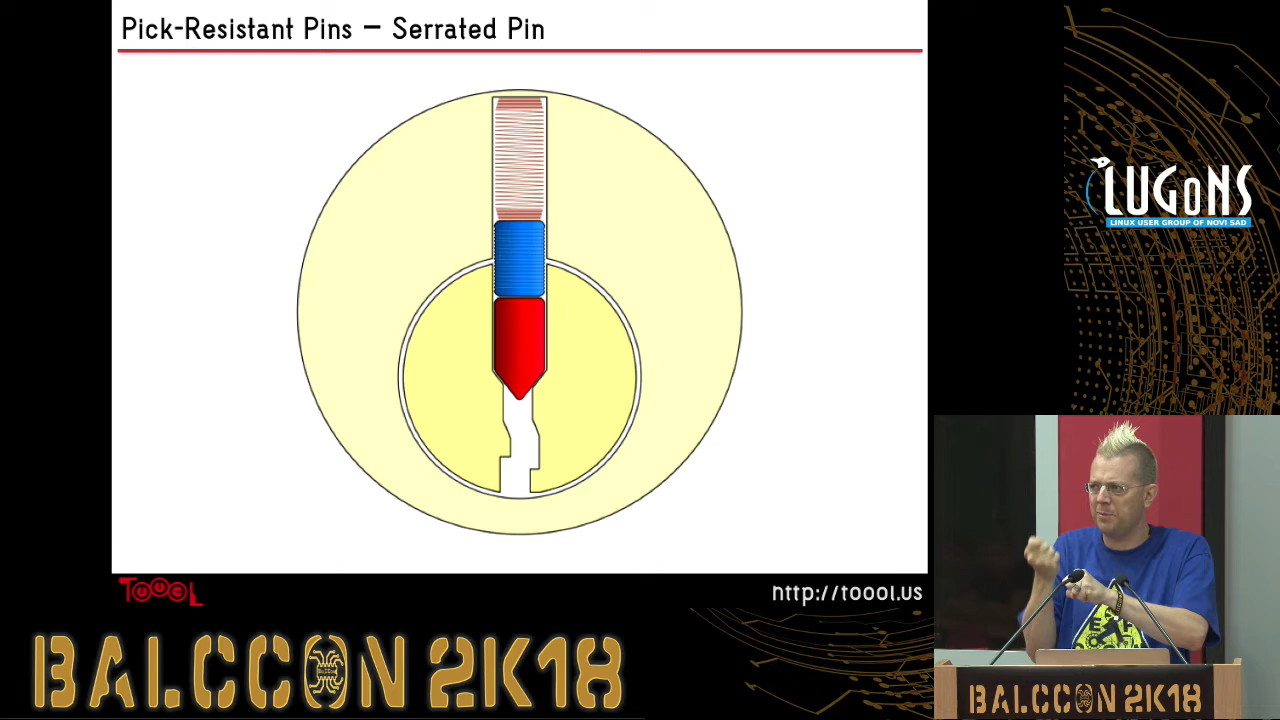 Pick-Resistant Pins – Serrated Pin
LUGoNS
LINUX USER GROUP OF NOVI SAD
TOOOL
http://toool.us
BALCCON 2K18
BALCCON 2K18